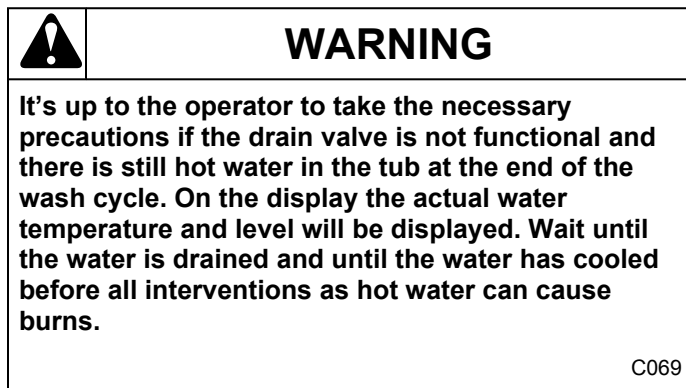 WARNING
It’s up to the operator to take the necessary
precautions if the drain valve is not functional and
there is still hot water in the tub at the end of the
wash cycle. On the display the actual water
temperature and level will be displayed. Wait until
the water is drained and until the water has cooled
before all interventions as hot water can cause
burns.
C069